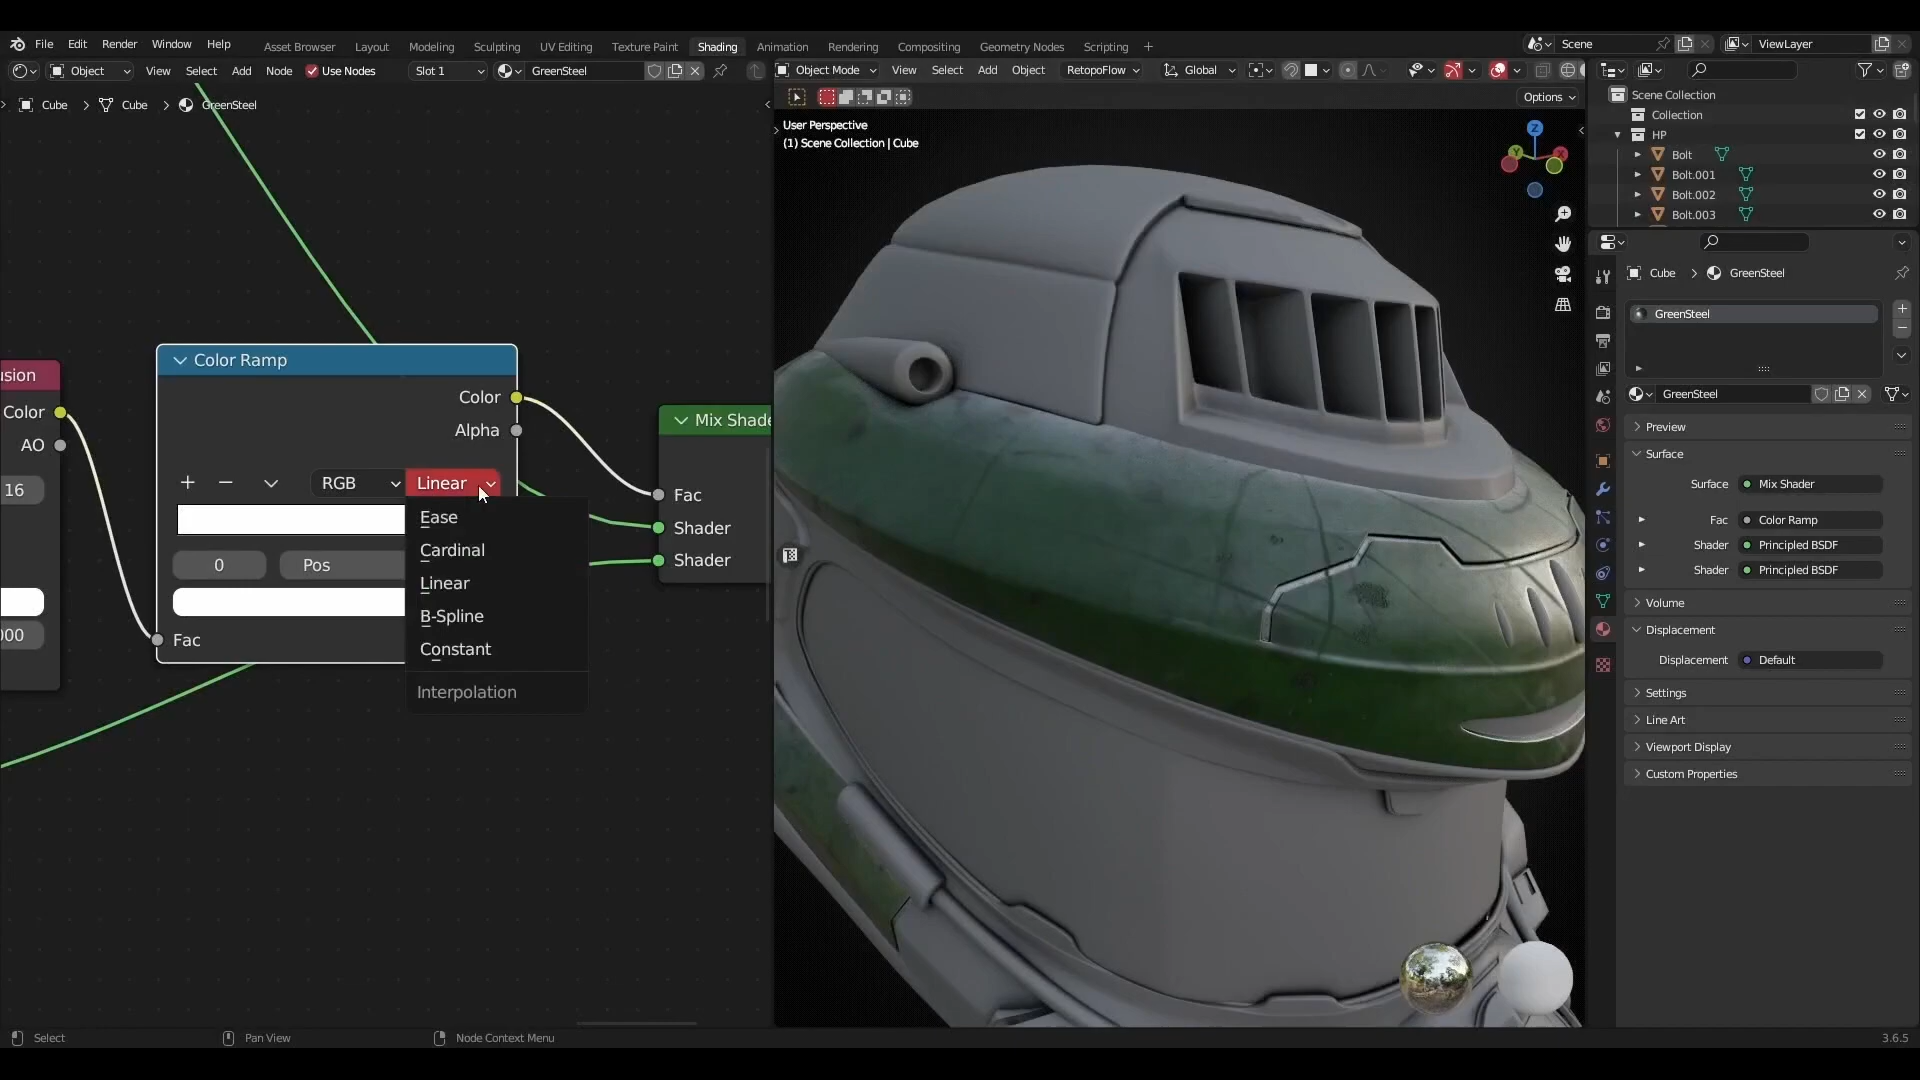 File Edit Render Window Help
Asset Browser Layout Modeling Sculpting UV Editing Texture Paint Shading Animation Rendering Compositing Geometry Nodes Scripting +
Scene
ViewLayer
Object View Select Add Node Use Nodes Slot 1 GreenSteel
Object Mode View Select Add Object RetopoFlow Global
Options
Cube > Cube > GreenSteel
User Perspective
(1) Scene Collection | Cube
Z
Y
X
Scene Collection
Collection
HP
Bolt
Bolt.001
Bolt.002
Bolt.003
Cube > GreenSteel
GreenSteel
GreenSteel
Preview
Surface
Surface Mix Shader
Fac Color Ramp
Shader Principled BSDF
Shader Principled BSDF
Volume
Displacement
Displacement Default
Settings
Line Art
Viewport Display
Custom Properties
usion
Color
AO
16
000
Color Ramp
Color
Alpha
+ − RGB Linear
0 Pos
Fac
Ease
Cardinal
Linear
B-Spline
Constant
Interpolation
Mix Shade
Fac
Shader
Shader
Select Pan View Node Context Menu
3.6.5